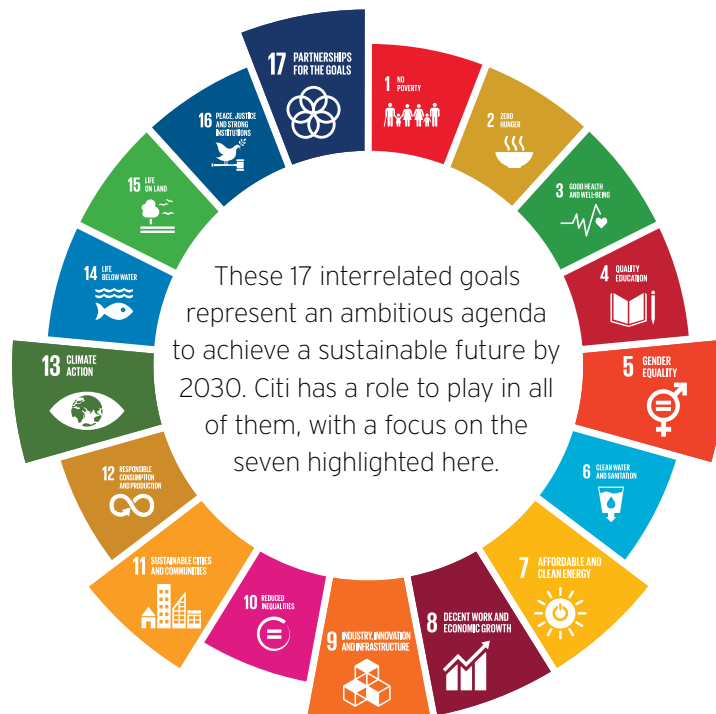 17 PARTNERSHIPS
FOR THE GOALS
1 NO
POVERTY
2 ZERO
HUNGER
3 GOOD HEALTH
AND WELL-BEING
4 QUALITY
EDUCATION
5 GENDER
EQUALITY
6 CLEAN WATER
AND SANITATION
7 AFFORDABLE AND
CLEAN ENERGY
8 DECENT WORK AND
ECONOMIC GROWTH
9 INDUSTRY, INNOVATION
AND INFRASTRUCTURE
10 REDUCED
INEQUALITIES
11 SUSTAINABLE CITIES
AND COMMUNITIES
12 RESPONSIBLE
CONSUMPTION
AND PRODUCTION
13 CLIMATE
ACTION
14 LIFE
BELOW WATER
15 LIFE
ON LAND
16 PEACE, JUSTICE
AND STRONG
INSTITUTIONS
These 17 interrelated goals
represent an ambitious agenda
to achieve a sustainable future by
2030. Citi has a role to play in all
of them, with a focus on the
seven highlighted here.